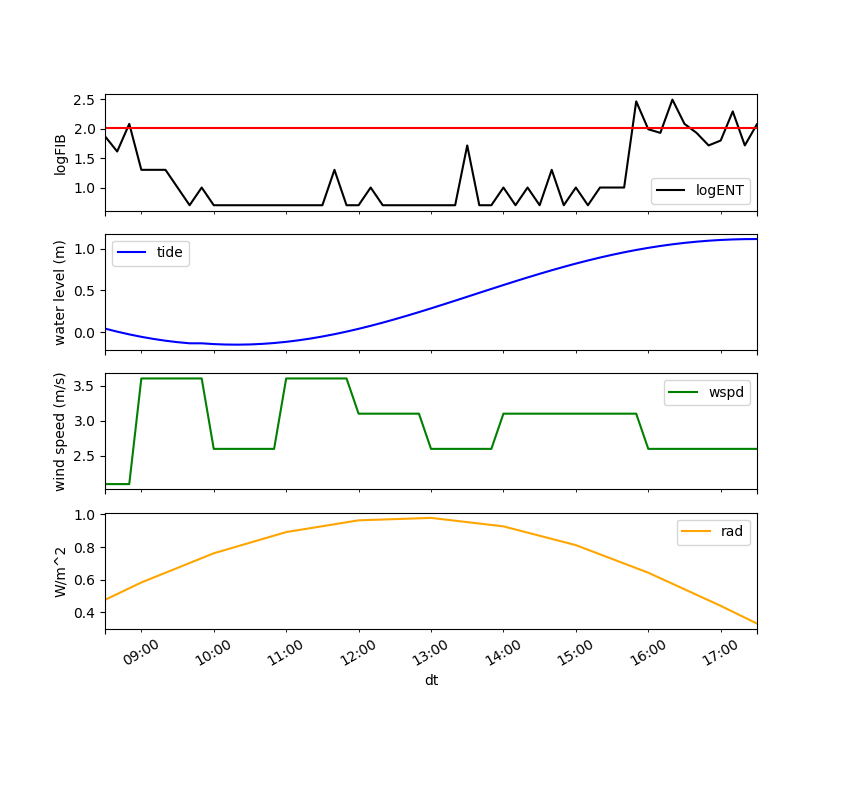 logFIB
2.5
2.0
1.5
1.0
logENT
water level (m)
1.0
0.5
0.0
tide
wind speed (m/s)
3.5
3.0
2.5
wspd
W/m^2
1.0
0.8
0.6
0.4
rad
09:00 10:00 11:00 12:00 13:00 14:00 15:00 16:00 17:00
dt